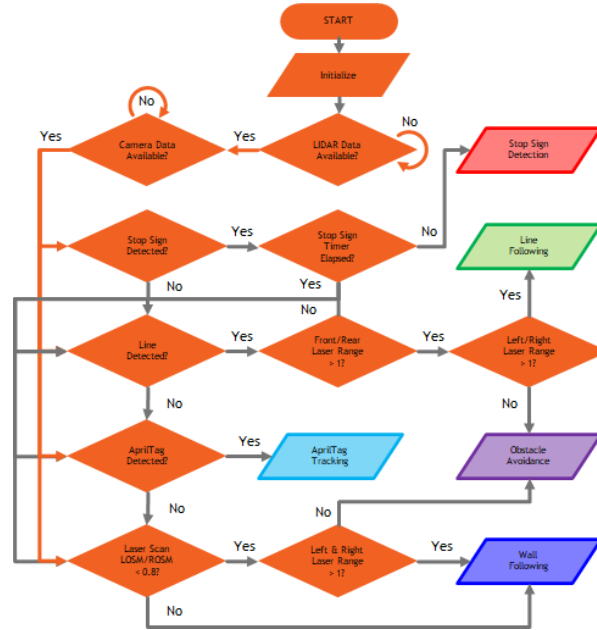 START
Initialize
No
No
Yes
Camera Data
Available?
Yes
LIDAR Data
Available?
Stop Sign
Detection
Stop Sign
Detected?
Yes
Stop Sign
Timer
Elapsed?
No
Line
Following
No
Yes
No
Yes
Line
Detected?
Yes
Front/Rear
Laser Range
> 1?
Yes
Left/Right
Laser Range
> 1?
No
No
AprilTag
Detected?
Yes
AprilTag
Tracking
Obstacle
Avoidance
No
No
Laser Scan
LOSM/ROSM
< 0.8?
Yes
Left & Right
Laser Range
> 1?
Yes
Wall
Following
No